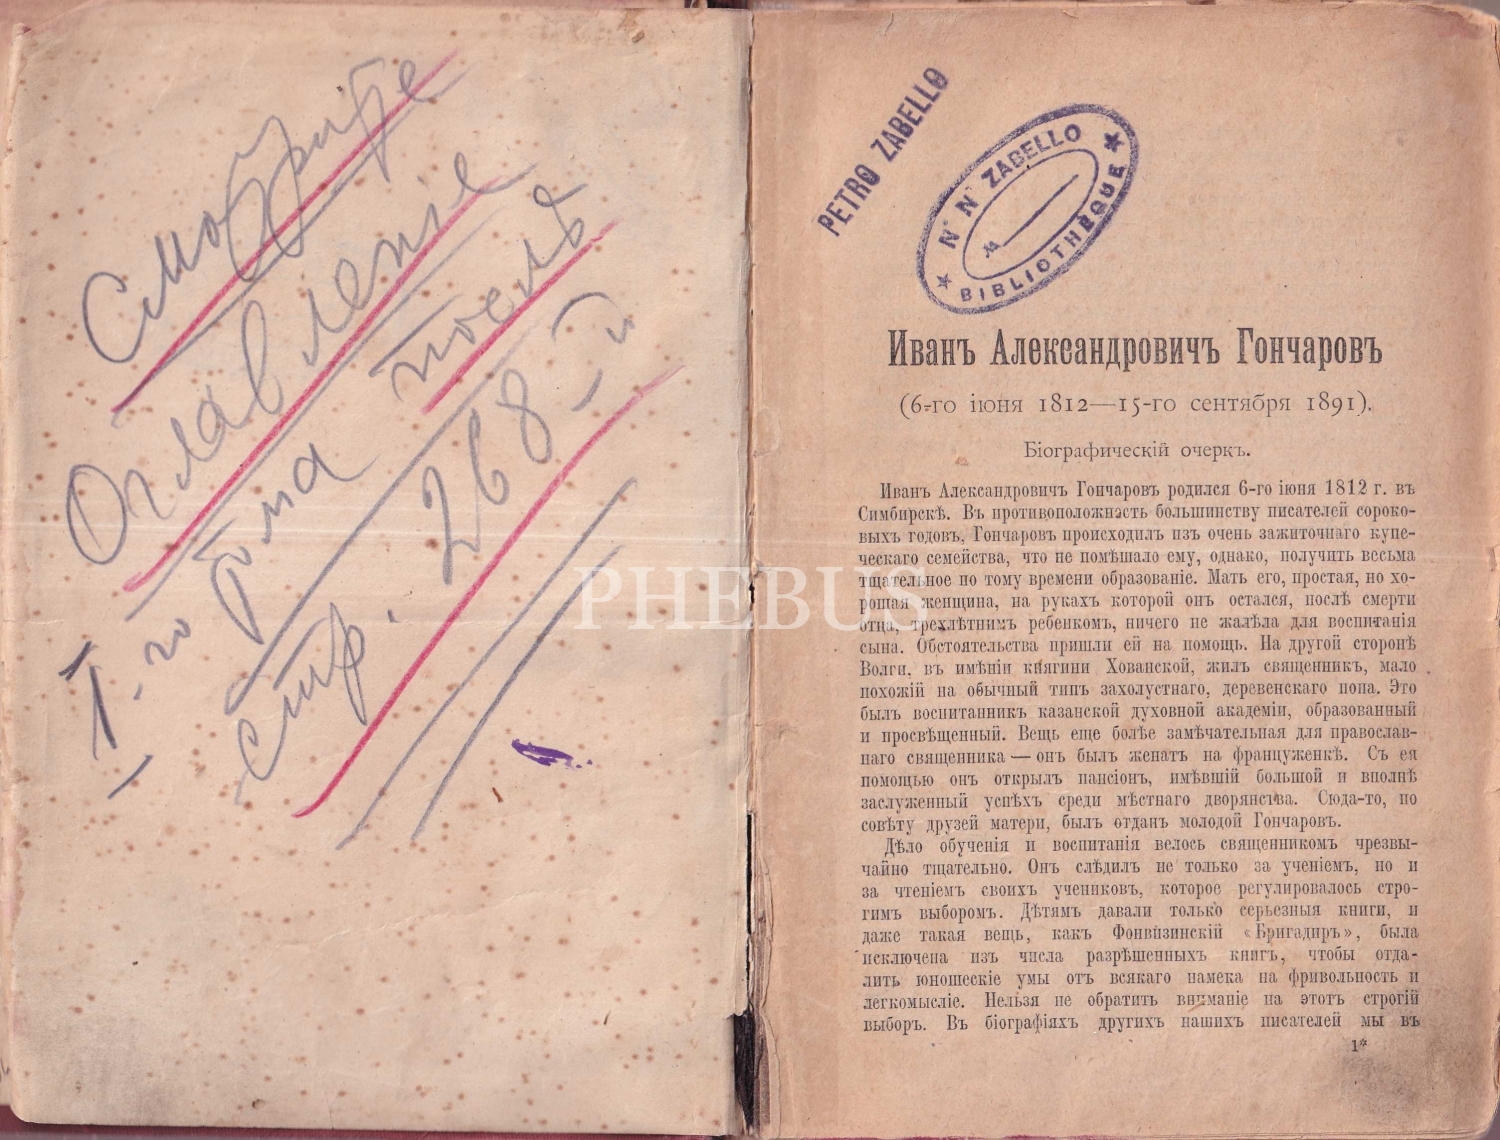 Смотрите
Оглавленіе
I-го тома послѣ
стр. 268-й
PETRO ZABELLO
N. N. ZABELLO
№
BIBLIOTHÈQUE
Иванъ Александровичъ Гончаровъ
(6-го іюня 1812—15-го сентября 1891).
Біографическій очеркъ.
Иванъ Александровичъ Гончаровъ родился 6-го іюня 1812 г. въ
Симбирскѣ. Въ противоположность большинству писателей сороко-
выхъ годовъ, Гончаровъ происходилъ изъ очень зажиточнаго купе-
ческаго семейства, что не помѣшало ему, однако, получить весьма
тщательное по тому времени образованіе. Мать его, простая, но хо-
рошая женщина, на рукахъ которой онъ остался, послѣ смерти
отца, трехлѣтнимъ ребенкомъ, ничего не жалѣла для воспитанія
сына. Обстоятельства пришли ей на помощь. На другой сторонѣ
Волги, въ имѣніи княгини Хованской, жилъ священникъ, мало
похожій на обычный типъ захолустнаго, деревенскаго попа. Это
былъ воспитанникъ казанской духовной академіи, образованный
и просвѣщенный. Вещь еще болѣе замѣчательная для православ-
наго священника — онъ былъ женатъ на француженкѣ. Съ ея
помощью онъ открылъ пансіонъ, имѣвшій большой и вполнѣ
заслуженный успѣхъ среди мѣстнаго дворянства. Сюда-то, по
совѣту друзей матери, былъ отданъ молодой Гончаровъ.
Дѣло обученія и воспитанія велось священникомъ чрезвы-
чайно тщательно. Онъ слѣдилъ не только за ученіемъ, но и
за чтеніемъ своихъ учениковъ, которое регулировалось стро-
гимъ выборомъ. Дѣтямъ давали только серьезныя книги, и
даже такая вещь, какъ Фонвизинскій «Бригадиръ», была
исключена изъ числа разрѣшенныхъ книгъ, чтобы отда-
лить юношескіе умы отъ всякаго намека на фривольность и
легкомысліе. Нельзя не обратить вниманіе на этотъ строгій
выборъ. Въ біографіяхъ другихъ нашихъ писателей мы въ
1*
PHEBUS